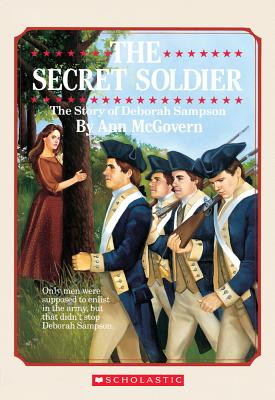 THE
SECRET SOLDIER
The Story of Deborah Sampson
By Ann McGovern
Only men were
supposed to enlist
in the army, but
that didn't stop
Deborah Sampson.
SCHOLASTIC